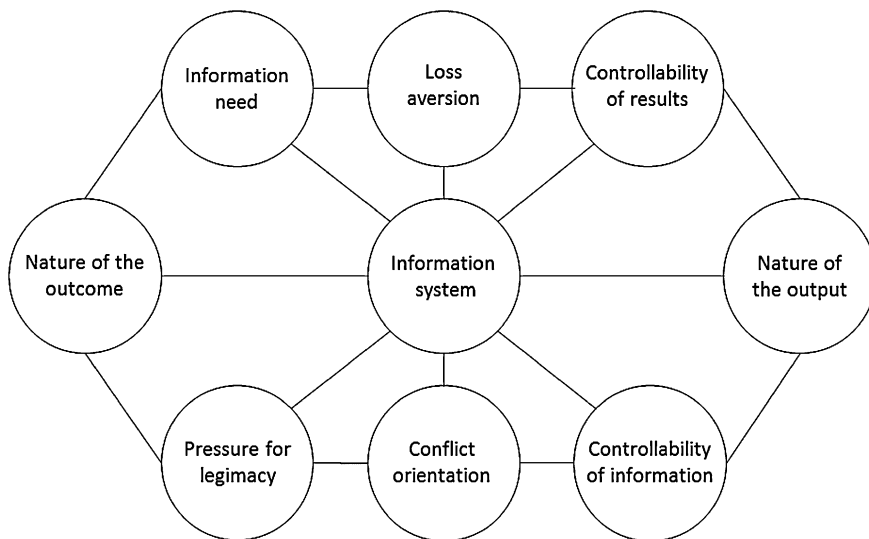 Information
need
Loss
aversion
Controllability
of results
Nature of the
outcome
Information
system
Nature of
the output
Pressure for
legimacy
Conflict
orientation
Controllability
of information